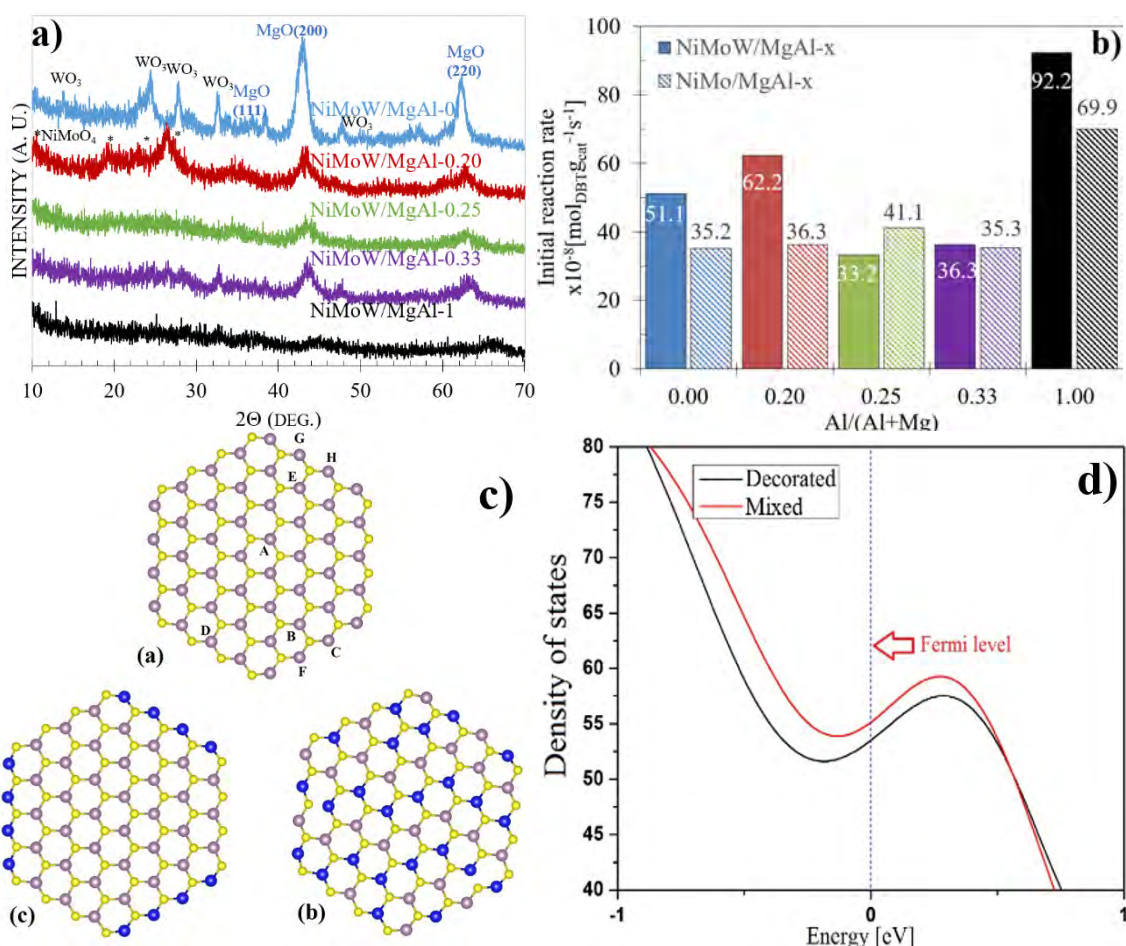 a)
MgO(200)
MgO
(220)
WO₃
WO₃
WO₃
WO₃
MgO
(111)
WO₃
NiMoW/MgAl-0
*NiMoO₄ * * *
NiMoW/MgAl-0.20
NiMoW/MgAl-0.25
NiMoW/MgAl-0.33
NiMoW/MgAl-1
INTENSITY (A. U.)
10 20 30 40 50 60 70
2Θ (DEG.)
b)
NiMoW/MgAl-x
NiMo/MgAl-x
Initial reaction rate
x10⁻⁸[mol_DBT g_cat⁻¹s⁻¹]
100
80
60
40
20
0
51.1 35.2 62.2 36.3 33.2 41.1 36.3 35.3 92.2 69.9
0.00 0.20 0.25 0.33 1.00
Al/(Al+Mg)
c)
G
H
E
A
D
B
C
F
(a)
(c)
(b)
d)
Decorated
Mixed
Fermi level
Density of states
80
75
70
65
60
55
50
45
40
-1 0 1
Energy [eV]